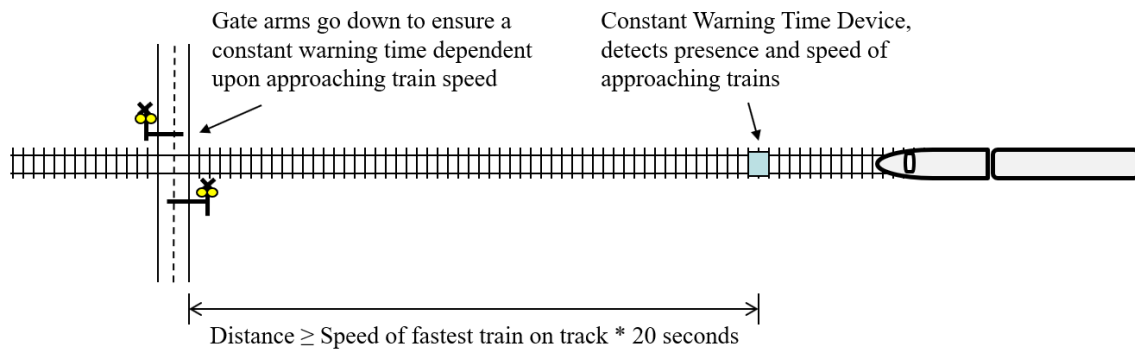 Gate arms go down to ensure a
constant warning time dependent
upon approaching train speed
Constant Warning Time Device,
detects presence and speed of
approaching trains
Distance ≥ Speed of fastest train on track * 20 seconds